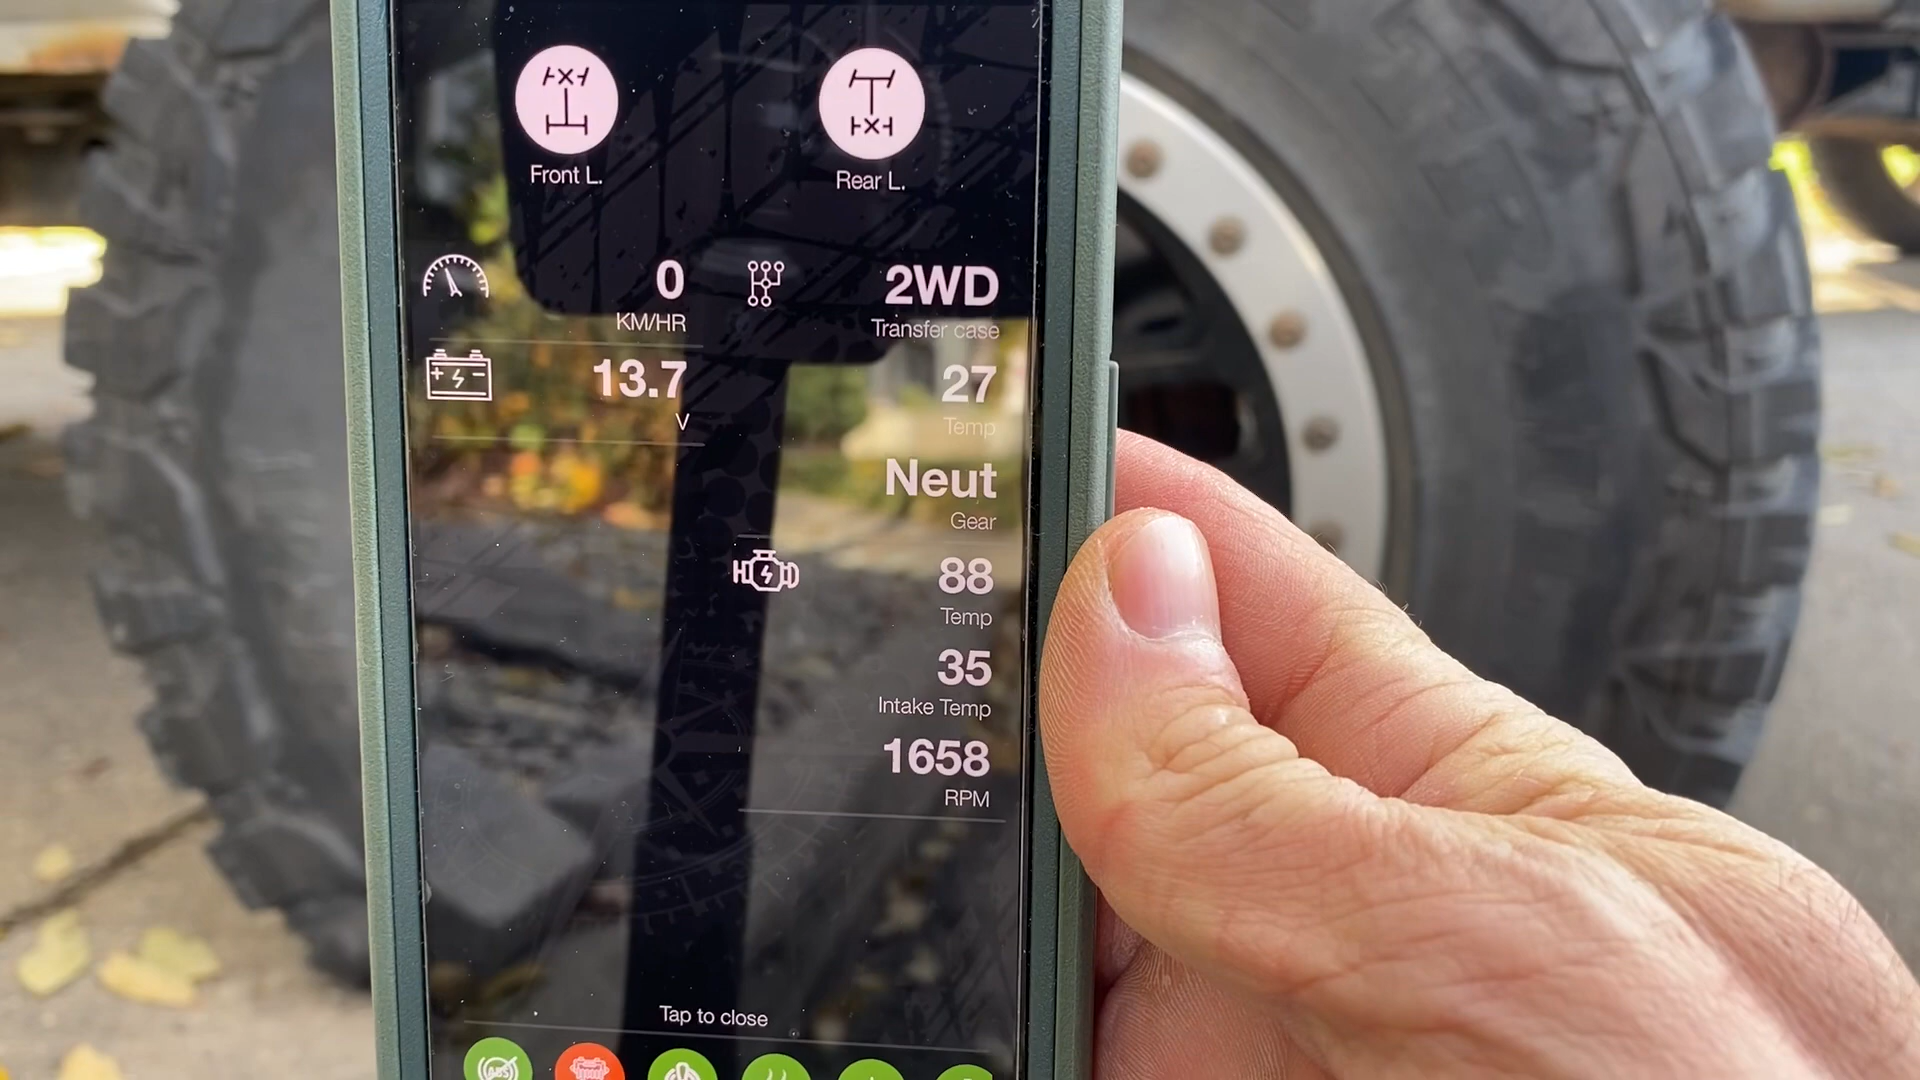 Front L.
Rear L.
0
KM/HR
2WD
Transfer case
13.7
V
27
Temp
Neut
Gear
88
Temp
35
Intake Temp
1658
RPM
Tap to close
ABS